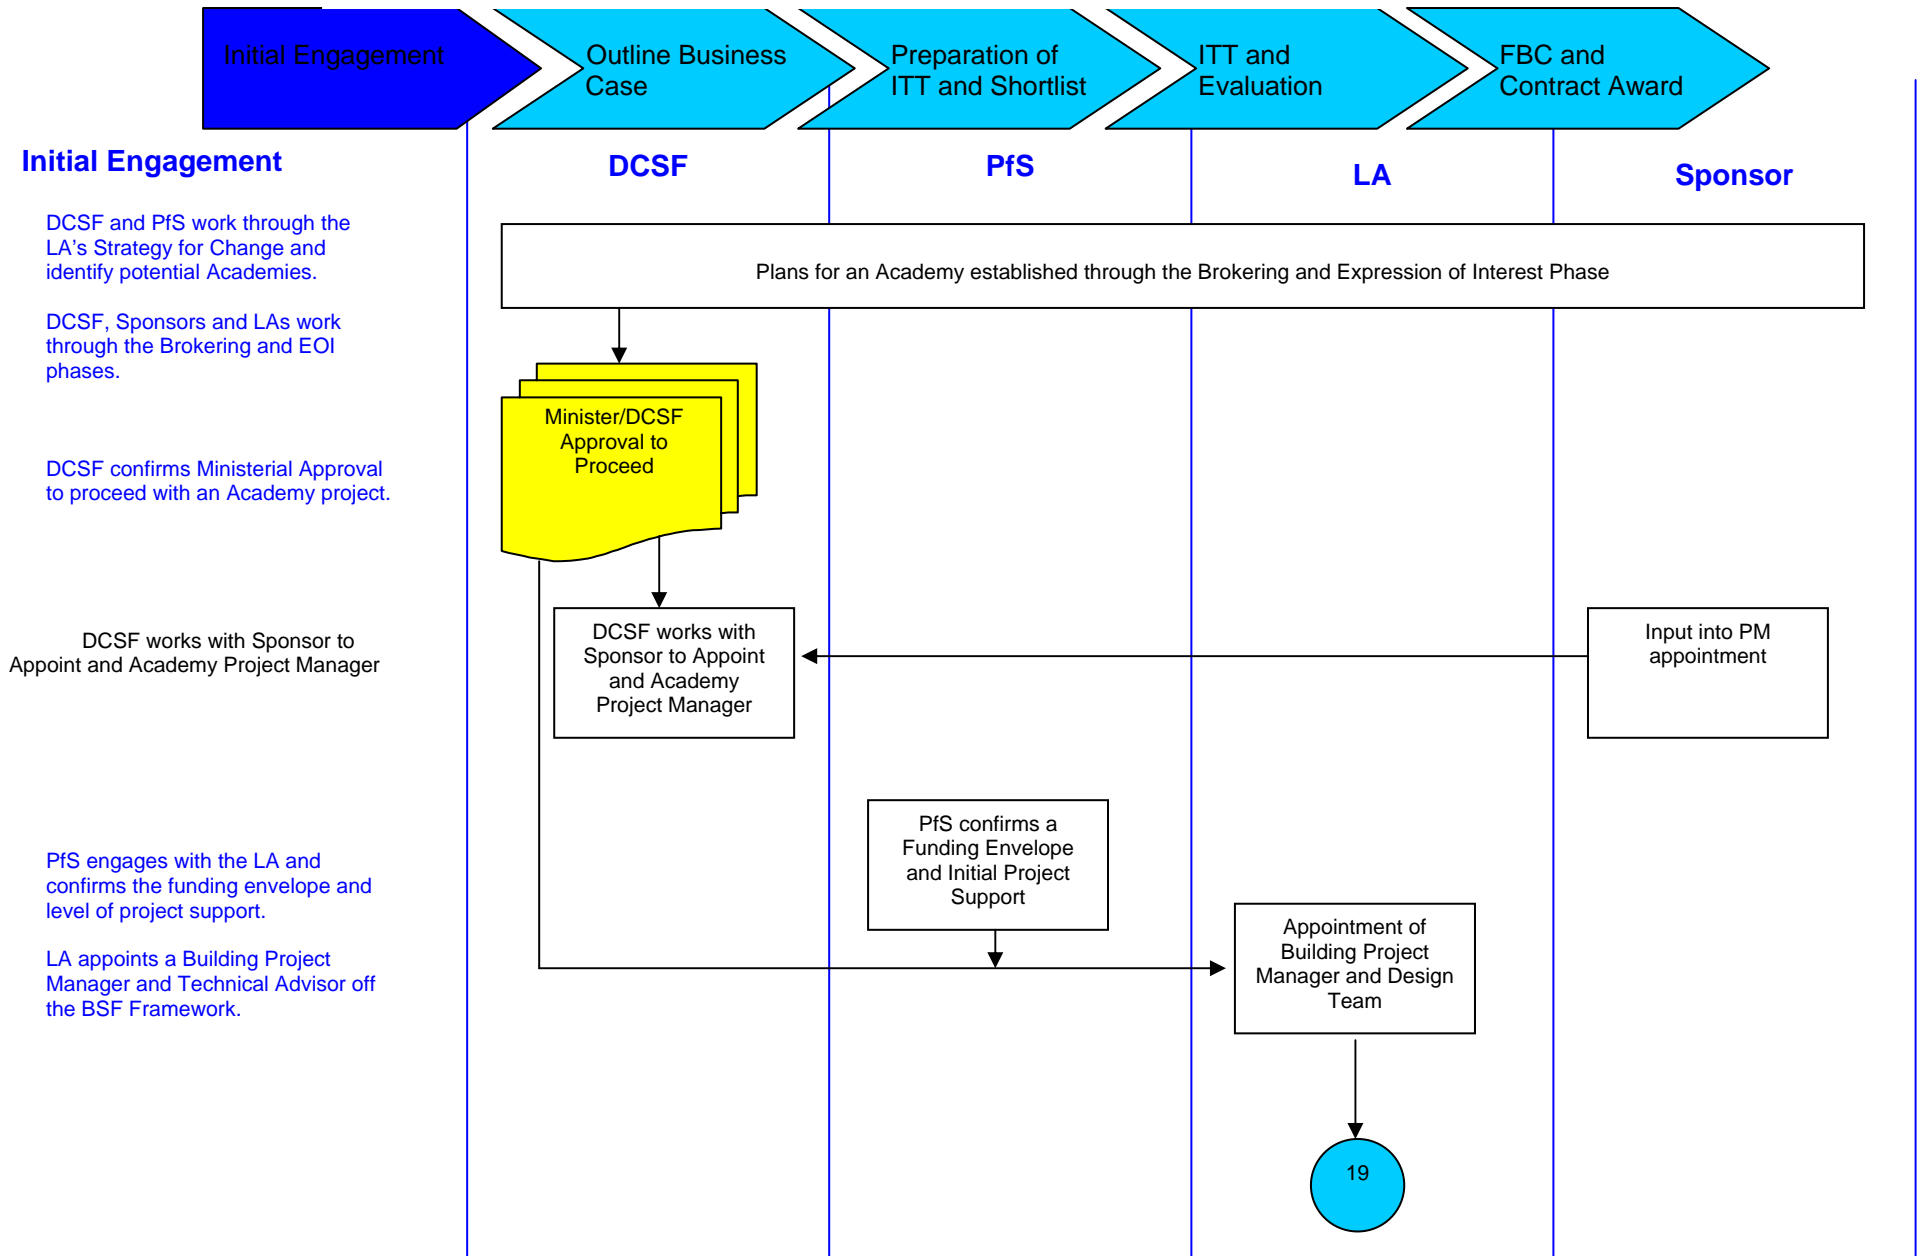 Initial Engagement
Outline Business
Case
Preparation of
ITT and Shortlist
ITT and
Evaluation
FBC and
Contract Award
Initial Engagement
DCSF
PfS
LA
Sponsor
DCSF and PfS work through the
LA's Strategy for Change and
identify potential Academies.
Plans for an Academy established through the Brokering and Expression of Interest Phase
DCSF, Sponsors and LAs work
through the Brokering and EOI
phases.
Minister/DCSF
Approval to
Proceed
DCSF confirms Ministerial Approval
to proceed with an Academy project.
DCSF works with Sponsor to
Appoint and Academy Project Manager
DCSF works with
Sponsor to Appoint
and Academy
Project Manager
Input into PM
appointment
PfS confirms a
Funding Envelope
and Initial Project
Support
PfS engages with the LA and
confirms the funding envelope and
level of project support.
LA appoints a Building Project
Manager and Technical Advisor off
the BSF Framework.
Appointment of
Building Project
Manager and Design
Team
19